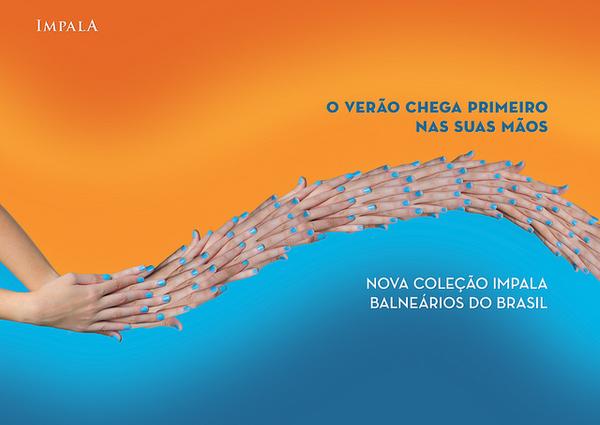 IMPALA
O VERÃO CHEGA PRIMEIRO
NAS SUAS MÃOS
NOVA COLEÇÃO IMPALA
BALNEÁRIOS DO BRASIL